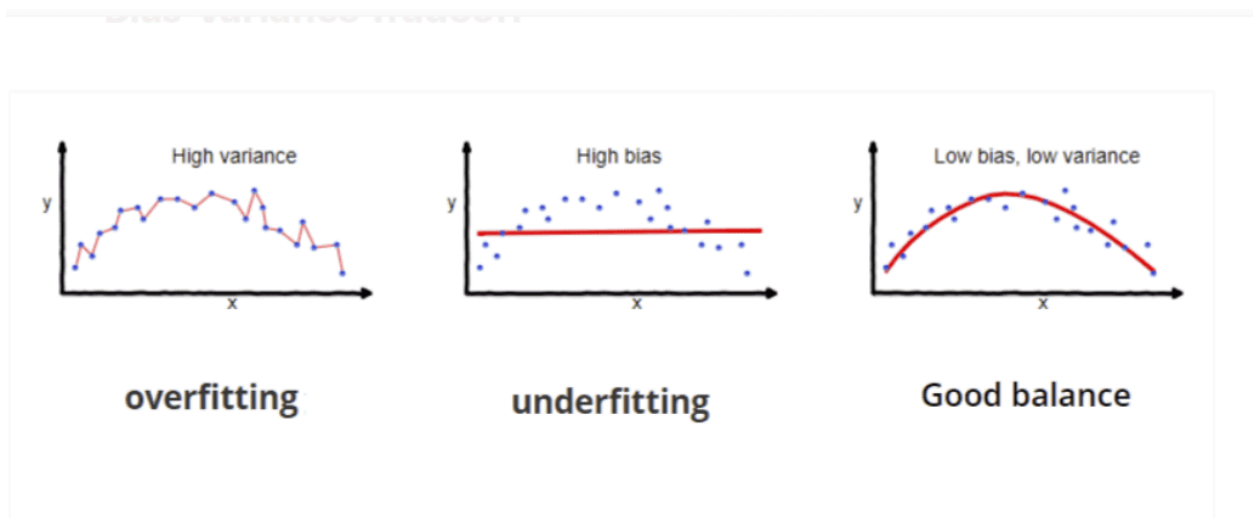 High variance
y
x
overfitting
High bias
y
x
underfitting
Low bias, low variance
y
x
Good balance